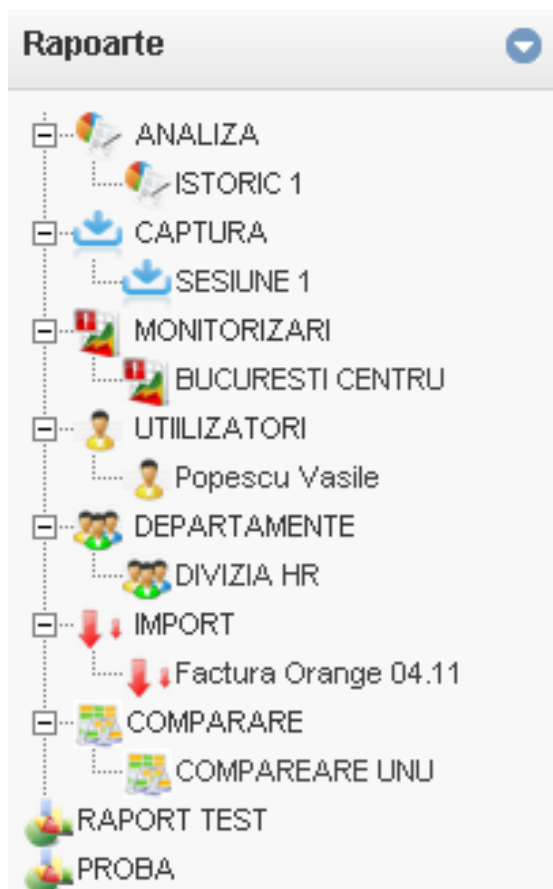 Rapoarte
ANALIZA
ISTORIC 1
CAPTURA
SESIUNE 1
MONITORIZARI
BUCURESTI CENTRU
UTIILIZATORI
Popescu Vasile
DEPARTAMENTE
DIVIZIA HR
IMPORT
Factura Orange 04.11
COMPARARE
COMPAREARE UNU
RAPORT TEST
PROBA